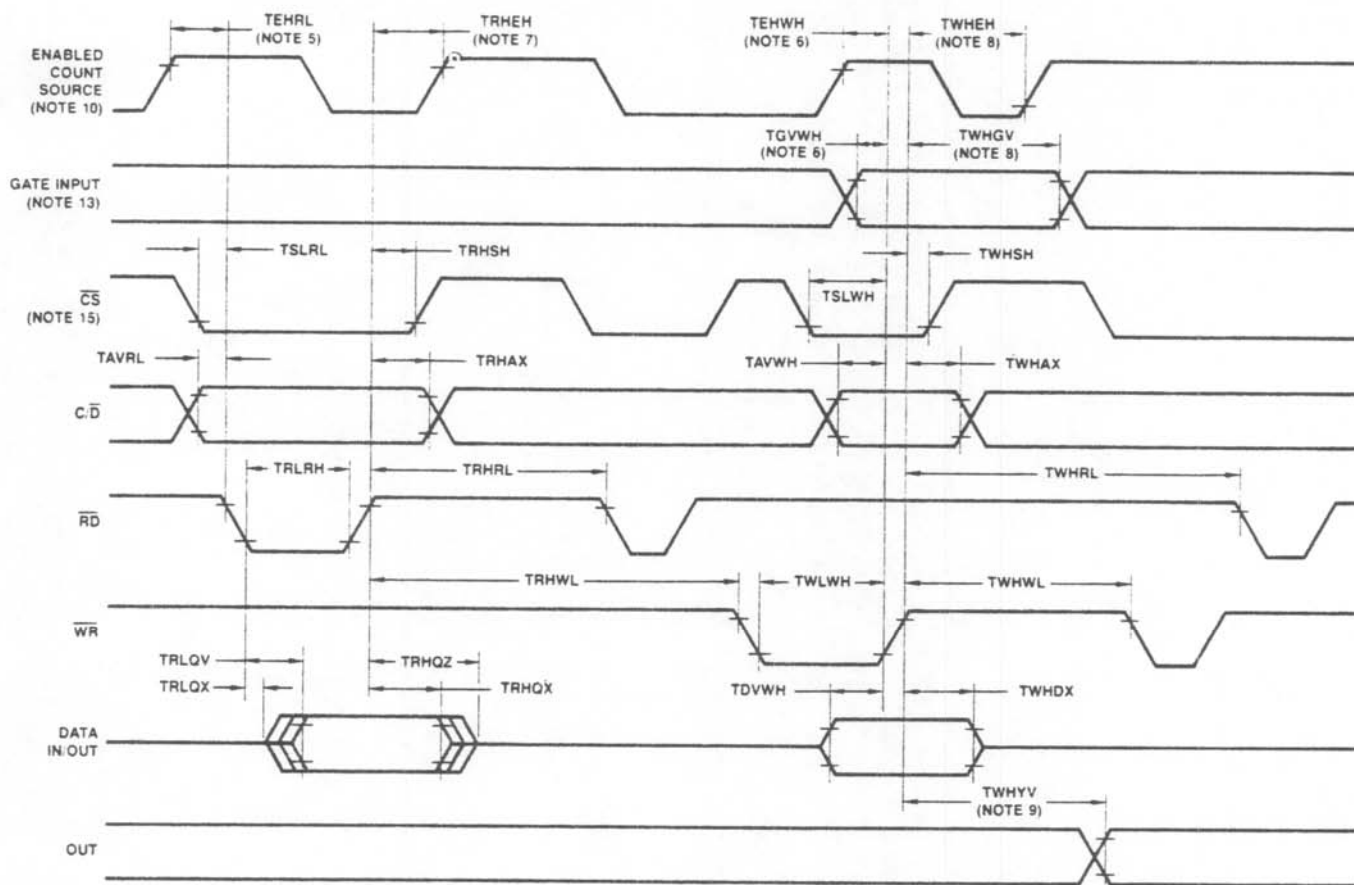 TEHRL
(NOTE 5)
TRHEH
(NOTE 7)
TEHWH
(NOTE 6)
TWHEH
(NOTE 8)
ENABLED
COUNT
SOURCE
(NOTE 10)
TGVWH
(NOTE 6)
TWHGV
(NOTE 8)
GATE INPUT
(NOTE 13)
TSLRL
TRHSH
TWHSH
TSLWH
CS
(NOTE 15)
TAVRL
TRHAX
TAVWH
TWHAX
C/D
TRLRH
TRHRL
TWHRL
RD
TRHWL
TWLWH
TWHWL
WR
TRLQV
TRHQZ
TRLQX
TRHQX
TDVWH
TWHDX
DATA
IN/OUT
TWHYV
(NOTE 9)
OUT